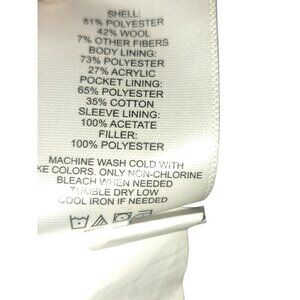 SHELL:
51% POLYESTER
42% WOOL
7% OTHER FIBERS
BODY LINING:
73% POLYESTER
27% ACRYLIC
POCKET LINING:
65% POLYESTER
35% COTTON
SLEEVE LINING:
100% ACETATE
FILLER:
100% POLYESTER
MACHINE WASH COLD WITH
KE COLORS. ONLY NON-CHLORINE
BLEACH WHEN NEEDED
TUMBLE DRY LOW
COOL IRON IF NEEDED